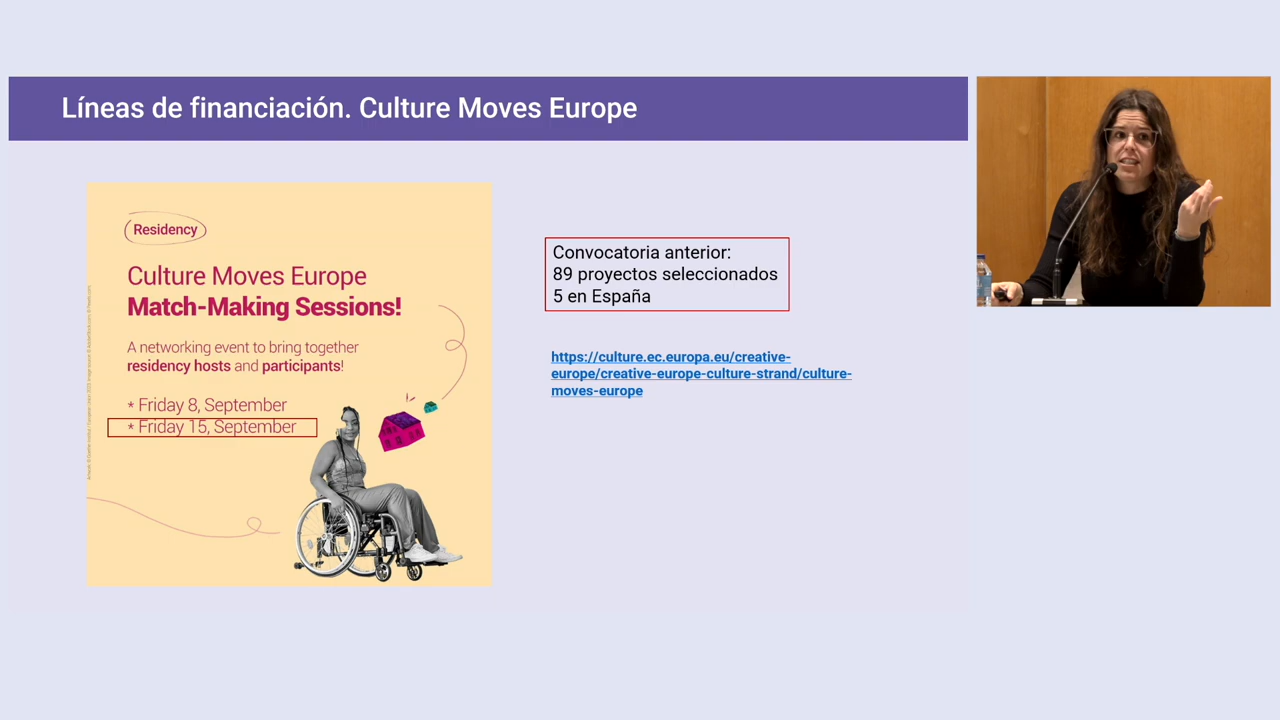 Líneas de financiación. Culture Moves Europe
Residency
Culture Moves Europe
Match-Making Sessions!
A networking event to bring together
residency hosts and participants!
* Friday 8, September
* Friday 15, September
Convocatoria anterior:
89 proyectos seleccionados
5 en España
https://culture.ec.europa.eu/creative-
europe/creative-europe-culture-strand/culture-
moves-europe